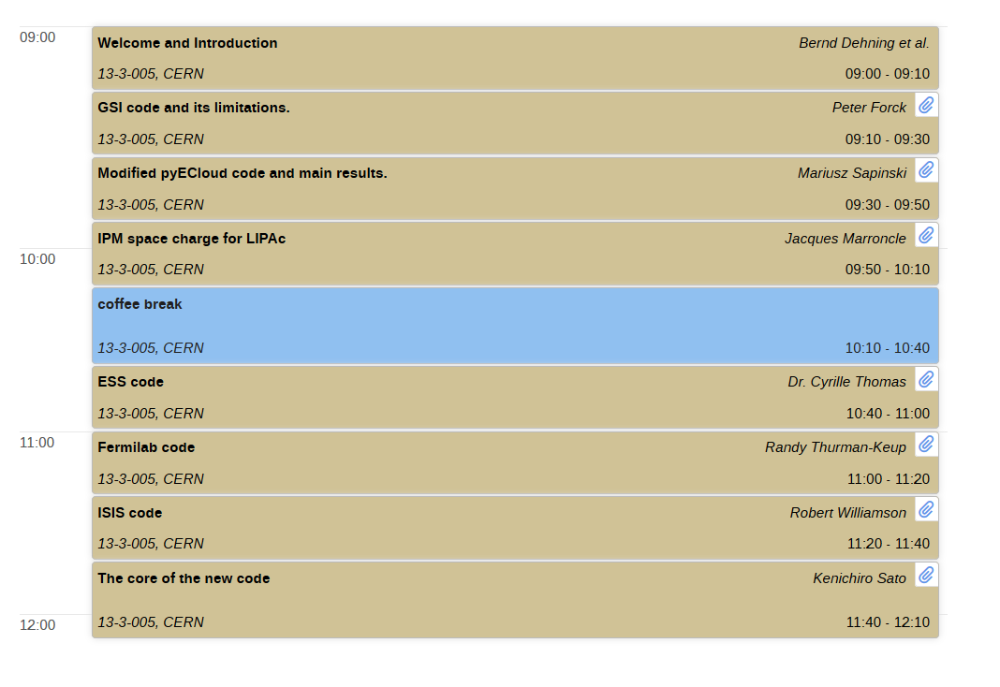 09:00
Welcome and Introduction Bernd Dehning et al.
13-3-005, CERN 09:00 - 09:10
GSI code and its limitations. Peter Forck
13-3-005, CERN 09:10 - 09:30
Modified pyECloud code and main results. Mariusz Sapinski
13-3-005, CERN 09:30 - 09:50
IPM space charge for LIPAc Jacques Marroncle
10:00
13-3-005, CERN 09:50 - 10:10
coffee break
13-3-005, CERN 10:10 - 10:40
ESS code Dr. Cyrille Thomas
13-3-005, CERN 10:40 - 11:00
11:00
Fermilab code Randy Thurman-Keup
13-3-005, CERN 11:00 - 11:20
ISIS code Robert Williamson
13-3-005, CERN 11:20 - 11:40
The core of the new code Kenichiro Sato
13-3-005, CERN 11:40 - 12:10
12:00